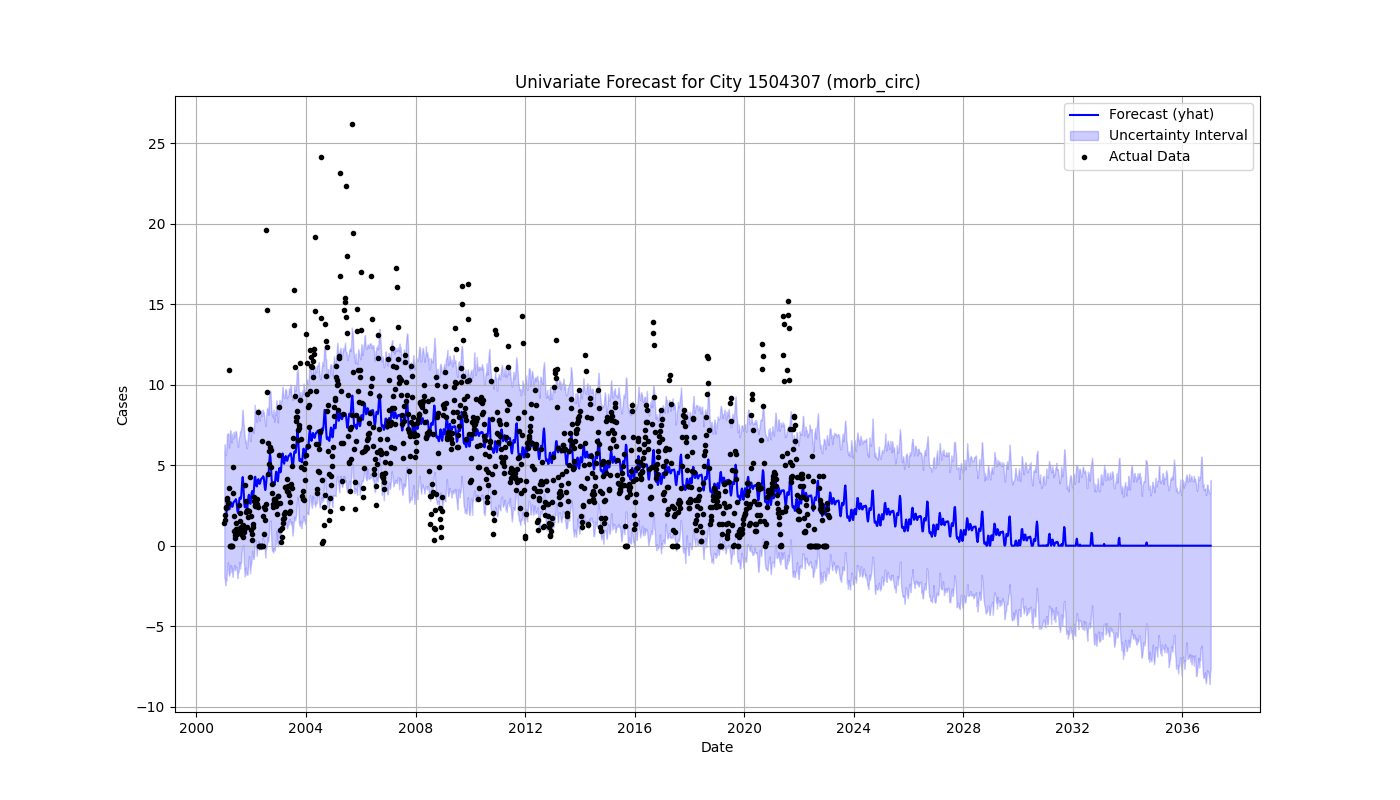 Univariate Forecast for City 1504307 (morb_circ)
Forecast (yhat)
Uncertainty Interval
Actual Data
Cases
25
20
15
10
5
0
−5
−10
2000 2004 2008 2012 2016 2020 2024 2028 2032 2036
Date